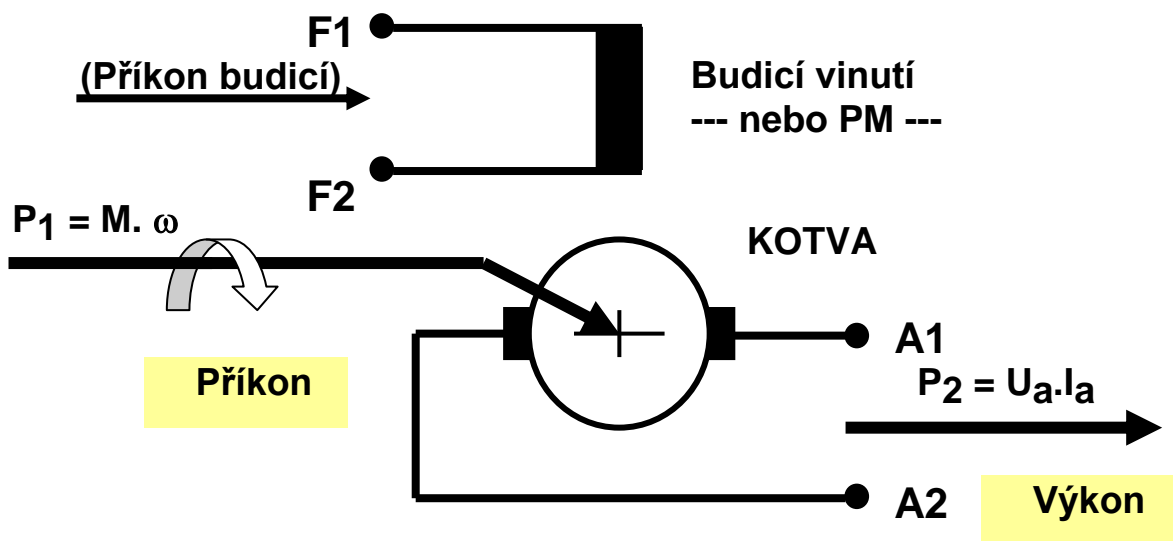 F1
(Příkon budicí)
Budicí vinutí
--- nebo PM ---
F2
P1 = M. ω
KOTVA
A1
Příkon
P2 = Ua.Ia
A2
Výkon